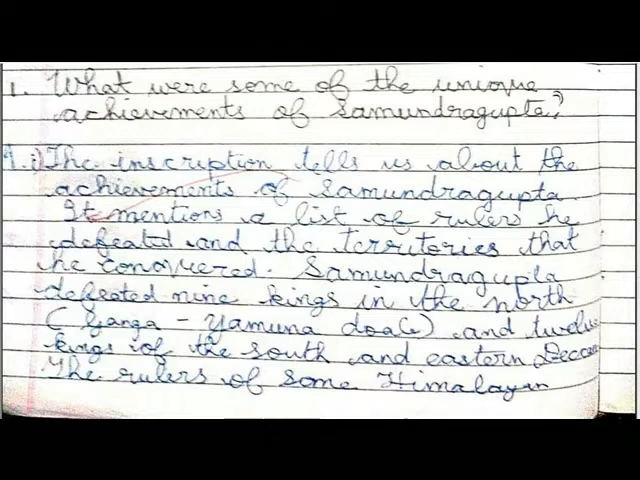 1. What were some of the unique
achievements of Samundragupta?
1. i) The inscription tells us about the
achievements of Samundragupta.
It mentions a list of rulers he
defeated and the territories that
he conquered. Samundragupta
defeated nine kings in the north
(Ganga - Yamuna doab) and twelve
kings of the south and eastern Deccan
The rulers of some Himalayan